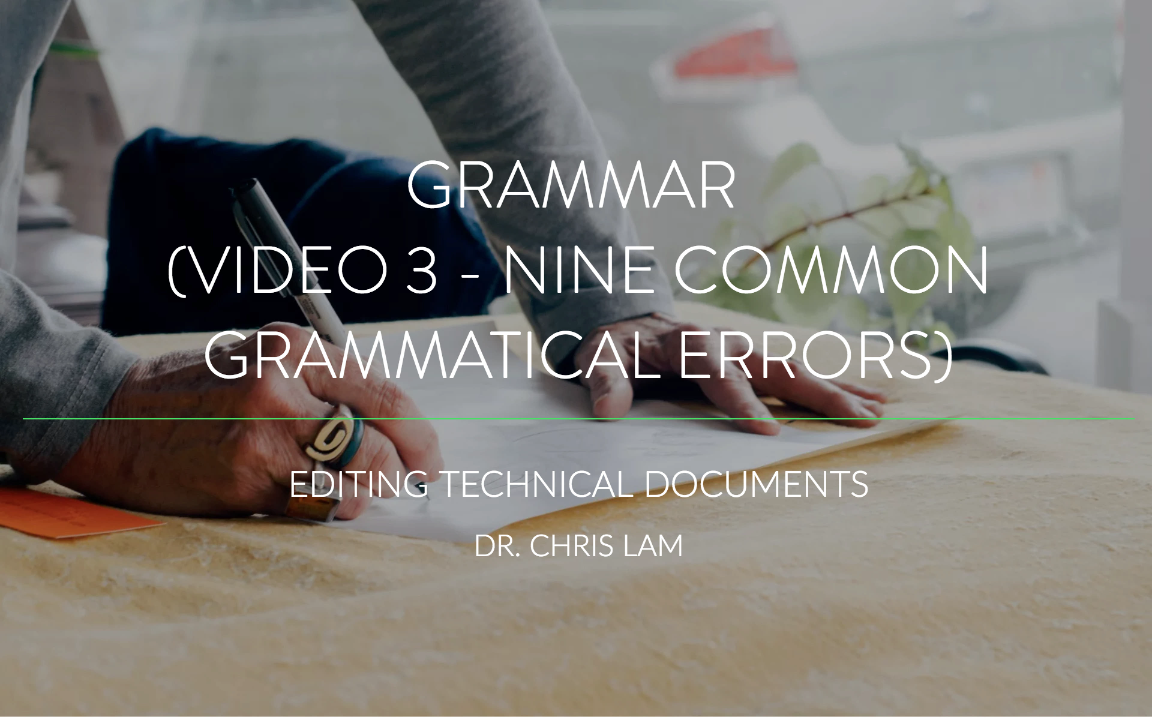 GRAMMAR
(VIDEO 3 - NINE COMMON
GRAMMATICAL ERRORS)
EDITING TECHNICAL DOCUMENTS
DR. CHRIS LAM